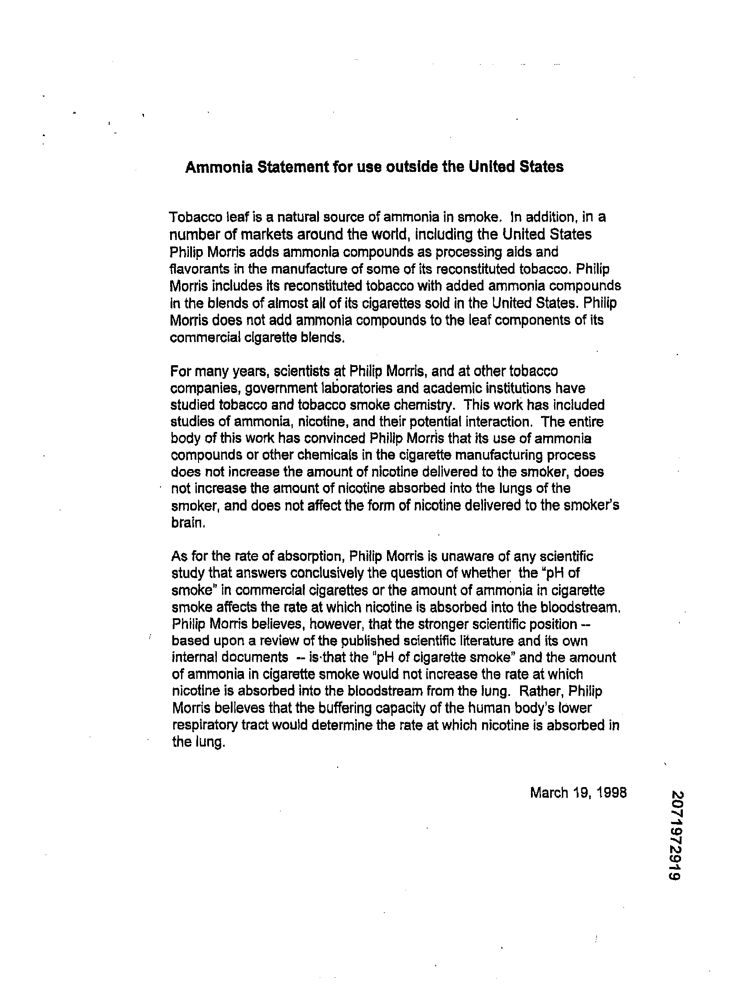 Ammonia Statement for use outside the United States
Tobacco leaf is a natural source of ammonia in smoke. In addition, in a
number of markets around the world, including the United States
Philip Morris adds ammonia compounds as processing aids and
flavorants in the manufacture of some of its reconstituted tobacco. Philip
Morris includes its reconstituted tobacco with added ammonia compounds
in the blends of almost all of its cigarettes sold in the United States. Philip
Morris does not add ammonia compounds to the leaf components of its
commercial cigarette blends.
For many years, scientists at Philip Morris, and at other tobacco
companies, government laboratories and academic institutions have
studied tobacco and tobacco smoke chemistry. This work has included
studies of ammonia, nicotine, and their potential interaction. The entire
body of this work has convinced Philip Morris that its use of ammonia
compounds or other chemicals in the cigarette manufacturing process
does not increase the amount of nicotine delivered to the smoker, does
not increase the amount of nicotine absorbed into the lungs of the
smoker, and does not affect the form of nicotine delivered to the smoker's
brain.
As for the rate of absorption, Philip Morris is unaware of any scientific
study that answers conclusively the question of whether the "pH of
smoke" in commercial cigarettes or the amount of ammonia in cigarette
smoke affects the rate at which nicotine is absorbed into the bloodstream.
Philip Morris believes, however, that the stronger scientific position --
based upon a review of the published scientific literature and its own
internal documents -- is that the "pH of cigarette smoke" and the amount
of ammonia in cigarette smoke would not increase the rate at which
nicotine is absorbed into the bloodstream from the lung. Rather, Philip
Morris believes that the buffering capacity of the human body's lower
respiratory tract would determine the rate at which nicotine is absorbed in
the lung.
March 19, 1998
2071972919